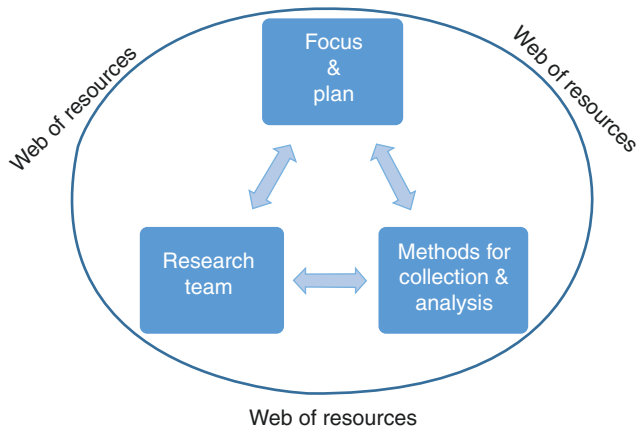 Web of resources
Focus
&
plan
Web of resources
Research
team
Methods for
collection &
analysis
Web of resources